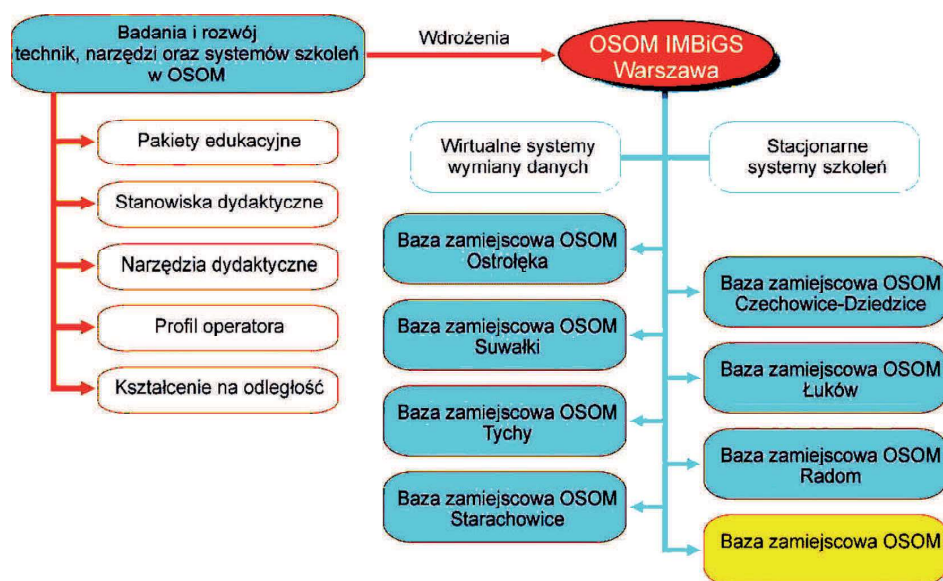 Badania i rozwój
technik, narzędzi oraz systemów szkoleń
w OSOM
Wdrożenia
OSOM IMBiGS
Warszawa
Pakiety edukacyjne
Stanowiska dydaktyczne
Narzędzia dydaktyczne
Profil operatora
Kształcenie na odległość
Wirtualne systemy
wymiany danych
Stacjonarne
systemy szkoleń
Baza zamiejscowa OSOM
Ostrołęka
Baza zamiejscowa OSOM
Suwałki
Baza zamiejscowa OSOM
Tychy
Baza zamiejscowa OSOM
Starachowice
Baza zamiejscowa OSOM
Czechowice-Dziedzice
Baza zamiejscowa OSOM
Łuków
Baza zamiejscowa OSOM
Radom
Baza zamiejscowa OSOM